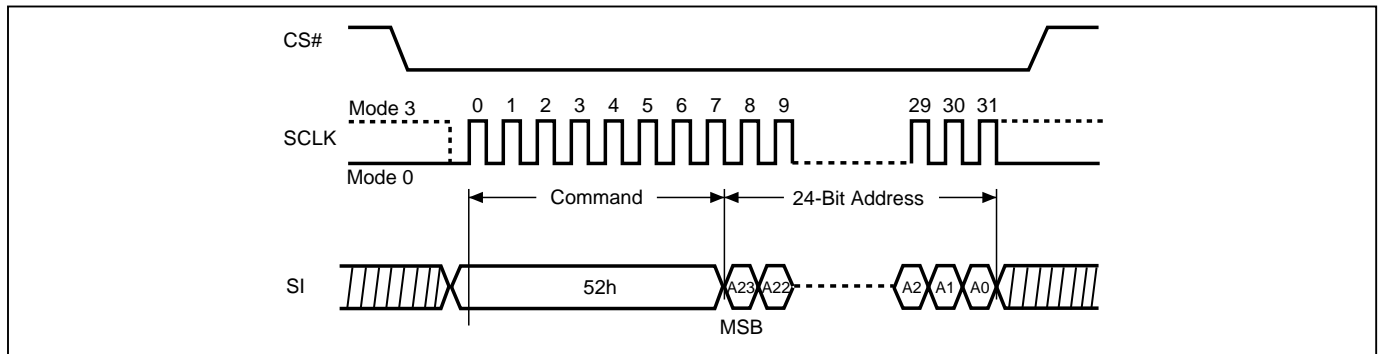 CS#
Mode 3
0 1 2 3 4 5 6 7 8 9 29 30 31
SCLK
Mode 0
Command
24-Bit Address
SI
52h
A23 A22 A2 A1 A0
MSB